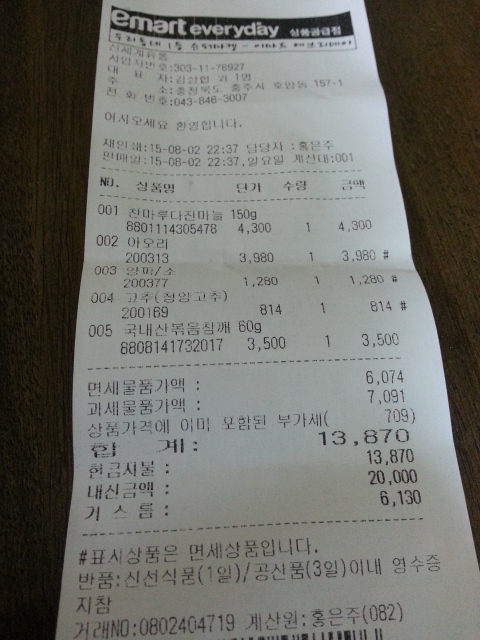 emart everyday 상품공급점
우리동네 1등 슈퍼마켓 - 이마트 에브리데이
신세계유통
사업자번호:303-11-76927
대 표 자:김산헌 외 1명
주 소:충청북도 충주시 호암동 157-1
전 화 번호:043-846-3007
어서오세요 환영합니다.
재인쇄:15-08-02 22:37 담당자 :홍은주
판매일:15-08-02 22:37,일요일 계산대:001
NO. 상품명 단가 수량 금액
001 찬마루다진마늘 150g
8801114305478 4,300 1 4,300
002 아오리
200313 3,980 1 3,980 #
003 양파/소
200377 1,280 1 1,280 #
004 고추(청양고추)
200169 814 1 814 #
005 국내산볶음참깨 60g
6808141732017 3,500 1 3,500
면세물품가액 : 6,074
과세물품가액 : 7,091
상품가격에 이미 포함된 부가세( 709)
합 계: 13,870
현금지불 : 13,870
내신금액 : 20,000
거 스 름 : 6,130
#표시상품은 면세상품입니다.
반품:신선식품(1일)/공산품(3일)이내 영수증
지참
거래NO:0802404719 계산원:홍은주(082)